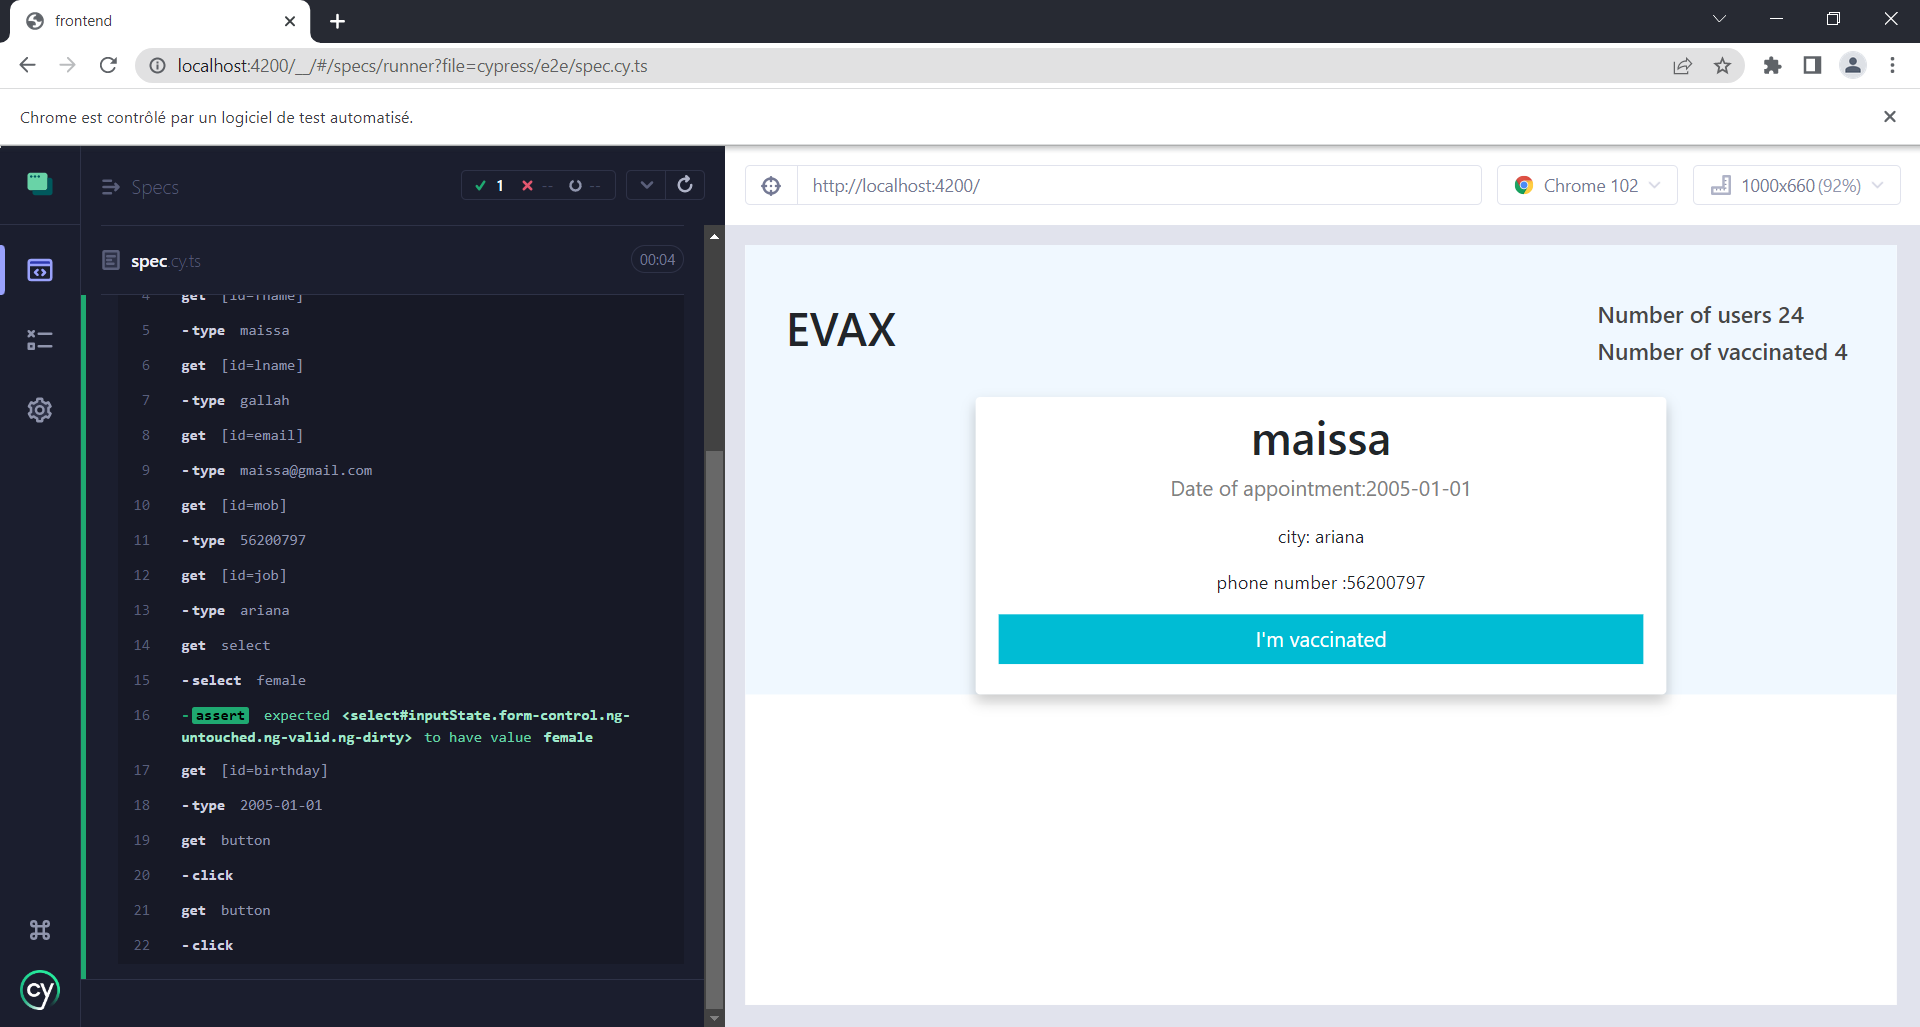 frontend
localhost:4200/__/#/specs/runner?file=cypress/e2e/spec.cy.ts
Chrome est contrôlé par un logiciel de test automatisé.
Specs
1 -- --
spec.cy.ts 00:04
4 get [id=fname]
5 -type maissa
6 get [id=lname]
7 -type gallah
8 get [id=email]
9 -type maissa@gmail.com
10 get [id=mob]
11 -type 56200797
12 get [id=job]
13 -type ariana
14 get select
15 -select female
16 -assert expected <select#inputState.form-control.ng-
untouched.ng-valid.ng-dirty> to have value female
17 get [id=birthday]
18 -type 2005-01-01
19 get button
20 -click
21 get button
22 -click
cy
http://localhost:4200/
Chrome 102
1000x660 (92%)
EVAX
Number of users 24
Number of vaccinated 4
maissa
Date of appointment:2005-01-01
city: ariana
phone number :56200797
I'm vaccinated